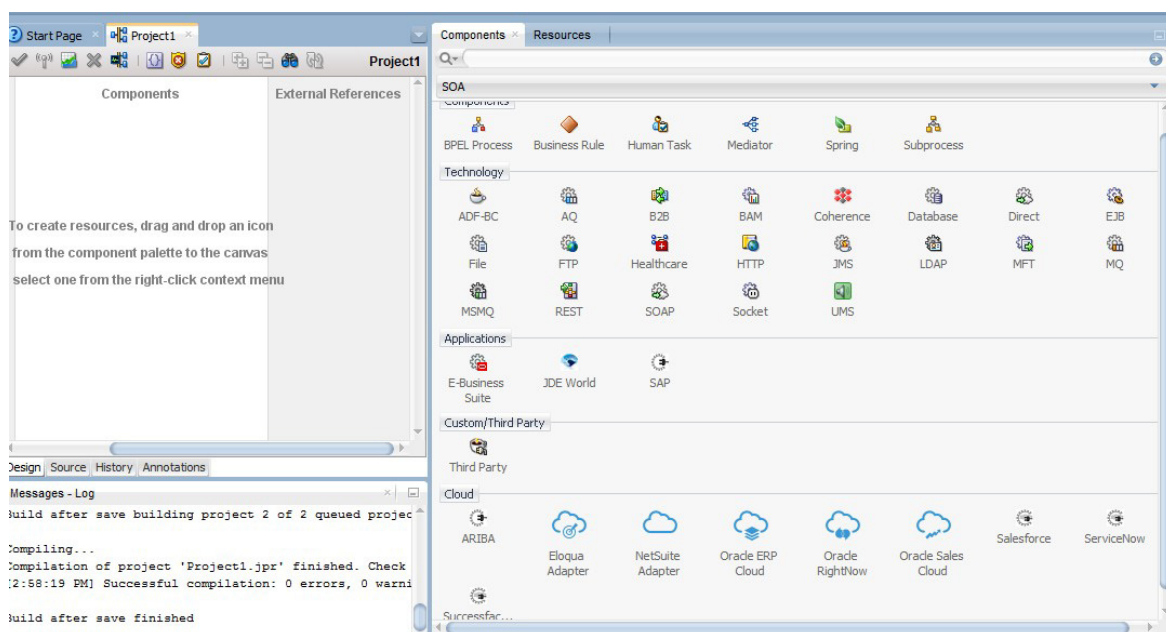 Start Page
Project1
Project1
Components
External References
To create resources, drag and drop an icon
from the component palette to the canvas
select one from the right-click context menu
Design Source History Annotations
Messages - Log
Build after save building project 2 of 2 queued projec
Compiling...
Compilation of project 'Project1.jpr' finished. Check
[2:58:19 PM] Successful compilation: 0 errors, 0 warni
Build after save finished
Components Resources
SOA
Components
BPEL Process Business Rule Human Task Mediator Spring Subprocess
Technology
ADF-BC AQ B2B BAM Coherence Database Direct EJB
File FTP Healthcare HTTP JMS LDAP MFT MQ
MSMQ REST SOAP Socket UMS
Applications
E-Business JDE World SAP
Suite
Custom/Third Party
Third Party
Cloud
ARIBA Eloqua NetSuite Oracle ERP Oracle Oracle Sales Salesforce ServiceNow
Adapter Adapter Cloud RightNow Cloud
Successfac...